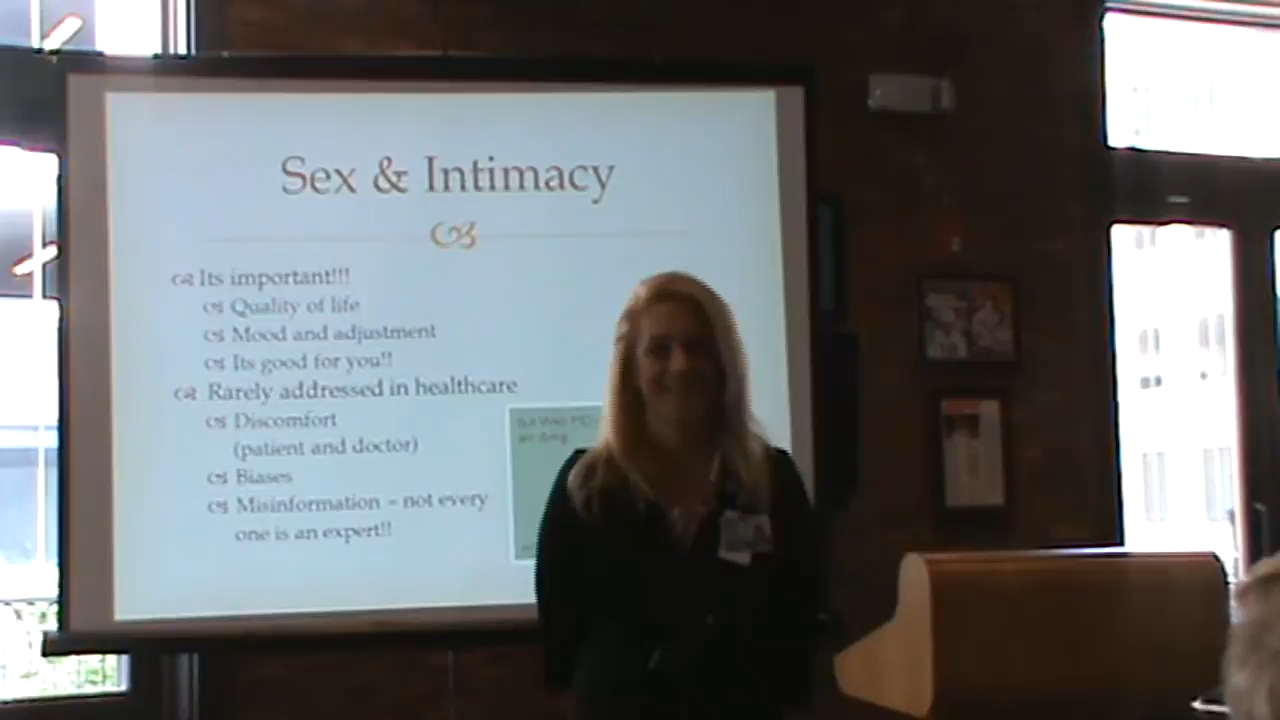 Sex & Intimacy
Its important!!!
Quality of life
Mood and adjustment
Its good for you!!
Rarely addressed in healthcare
Discomfort
(patient and doctor)
Biases
Misinformation – not every
one is an expert!!